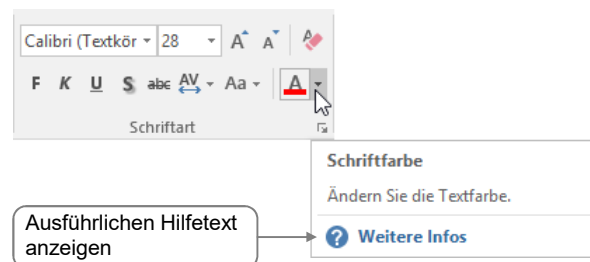 Calibri (Textkör 28 A A
F K U S abc AV Aa A
Schriftart
Schriftfarbe
Ändern Sie die Textfarbe.
Ausführlichen Hilfetext
anzeigen
? Weitere Infos